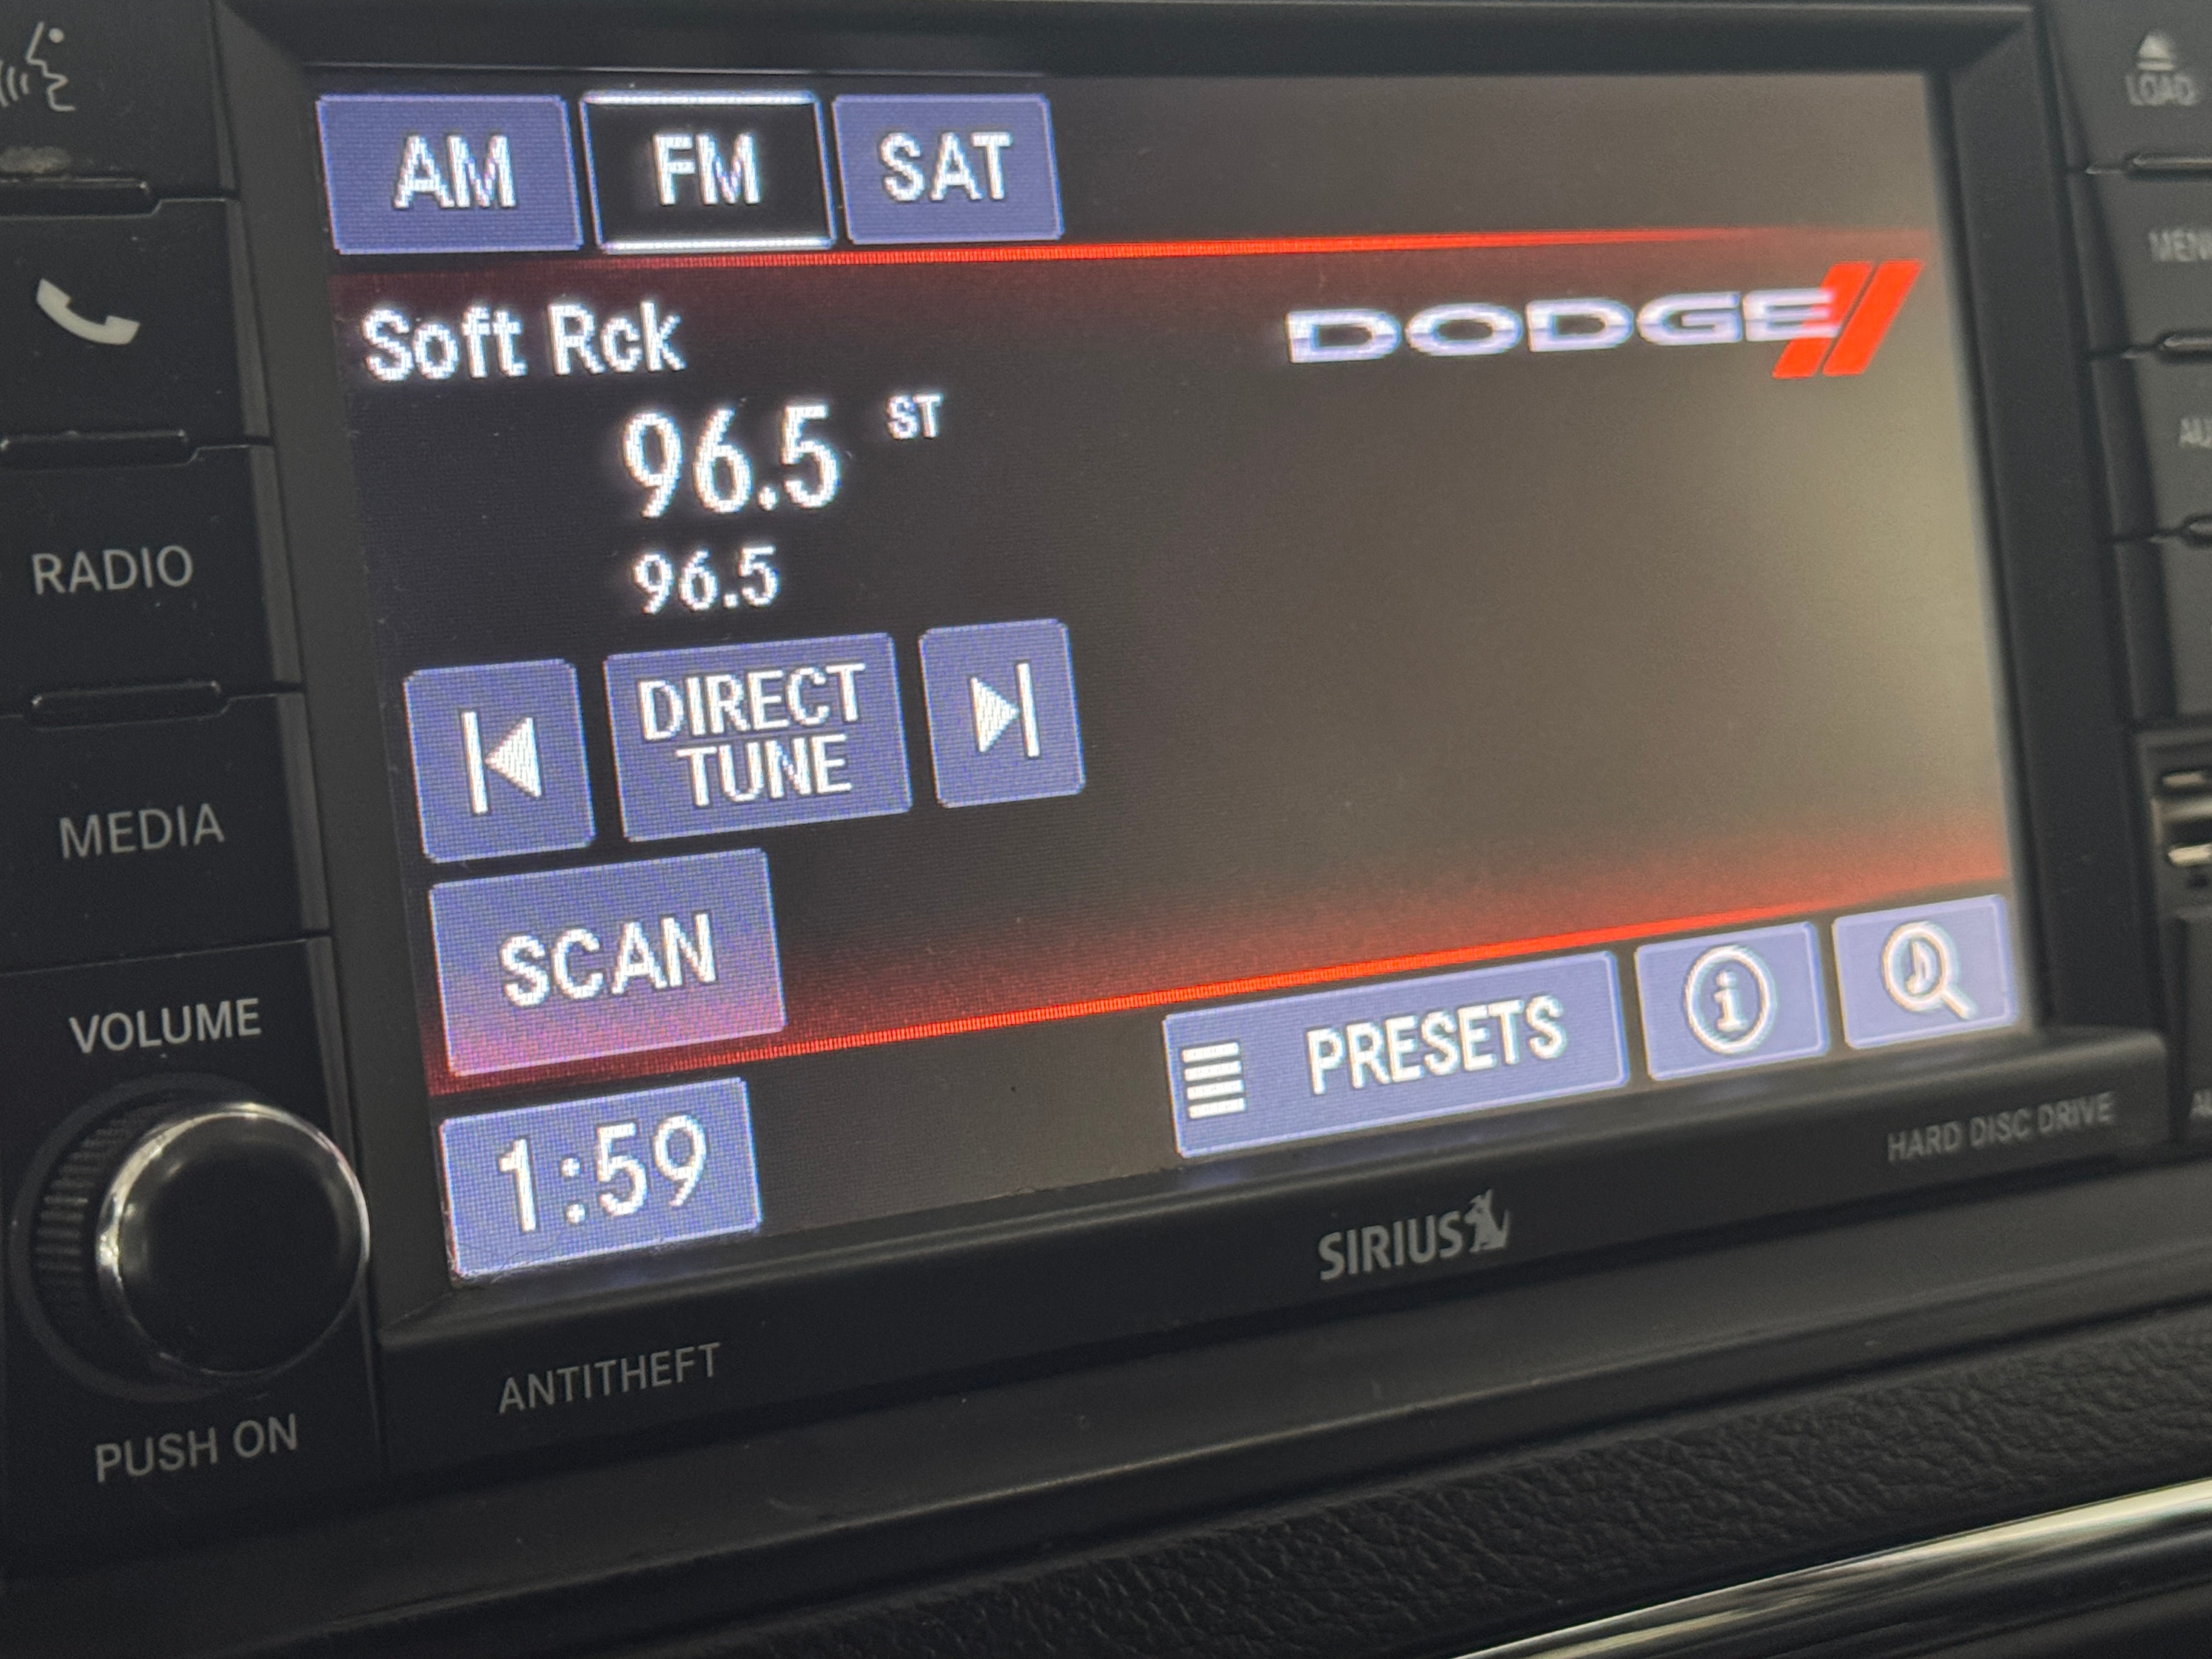 AM FM SAT
Soft Rck
DODGE
96.5 ST
96.5
DIRECT
TUNE
SCAN
PRESETS
1:59
RADIO
MEDIA
VOLUME
PUSH ON
ANTITHEFT
SIRIUS
HARD DISC DRIVE
LOAD
MEN